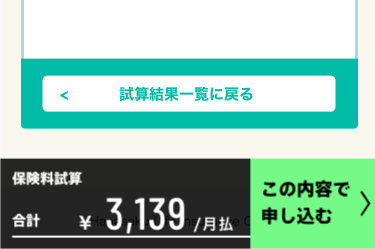 < 試算結果一覧に戻る
保険料試算
合計 ¥ 3,139 /月払
この内容で
申し込む >